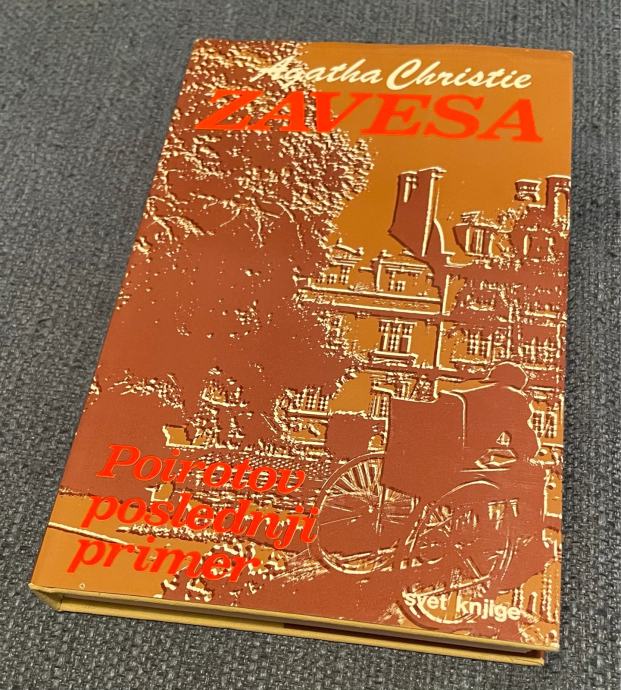 Agatha Christie
ZAVESA
Poirotov
poslednji
primer
svet knjige